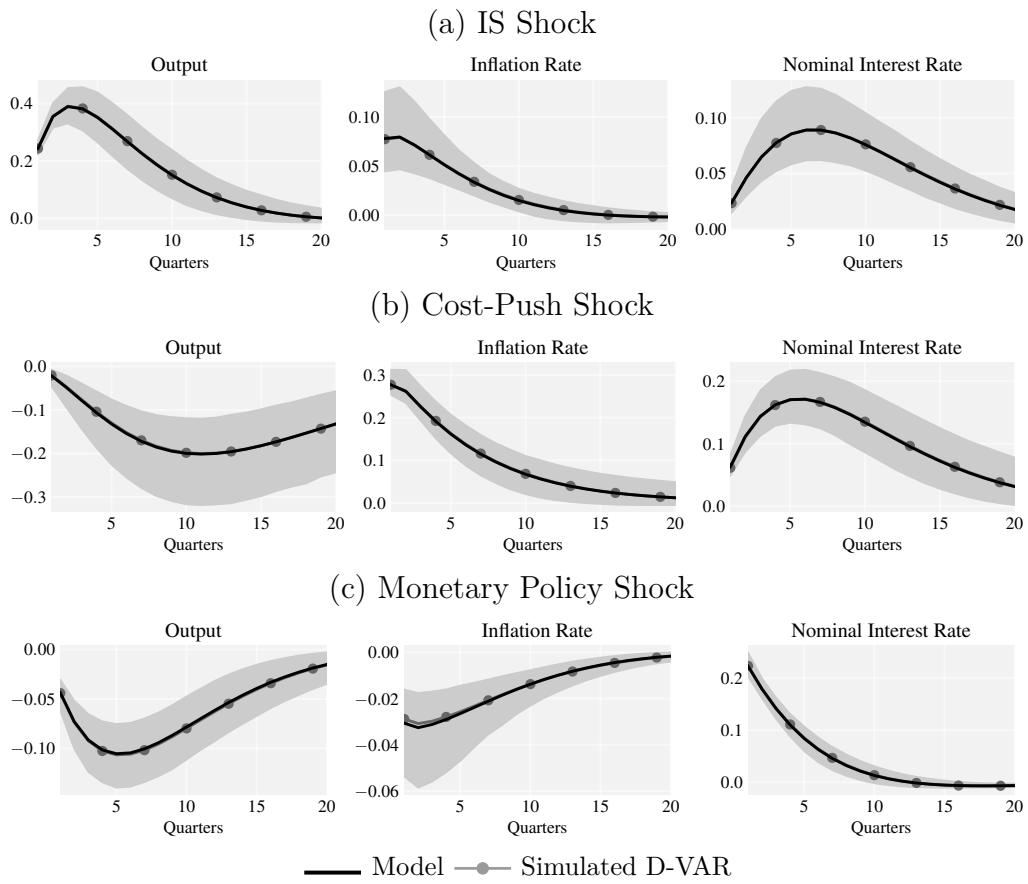 (a) IS Shock
Output Inflation Rate Nominal Interest Rate
0.4
0.2
0.0
5 10 15 20
Quarters
0.10
0.05
0.00
5 10 15 20
Quarters
0.10
0.05
0.00
5 10 15 20
Quarters
(b) Cost-Push Shock
Output Inflation Rate Nominal Interest Rate
0.0
−0.1
−0.2
−0.3
5 10 15 20
Quarters
0.3
0.2
0.1
0.0
5 10 15 20
Quarters
0.2
0.1
0.0
5 10 15 20
Quarters
(c) Monetary Policy Shock
Output Inflation Rate Nominal Interest Rate
0.00
−0.05
−0.10
5 10 15 20
Quarters
0.00
−0.02
−0.04
−0.06
5 10 15 20
Quarters
0.2
0.1
0.0
5 10 15 20
Quarters
Model Simulated D-VAR